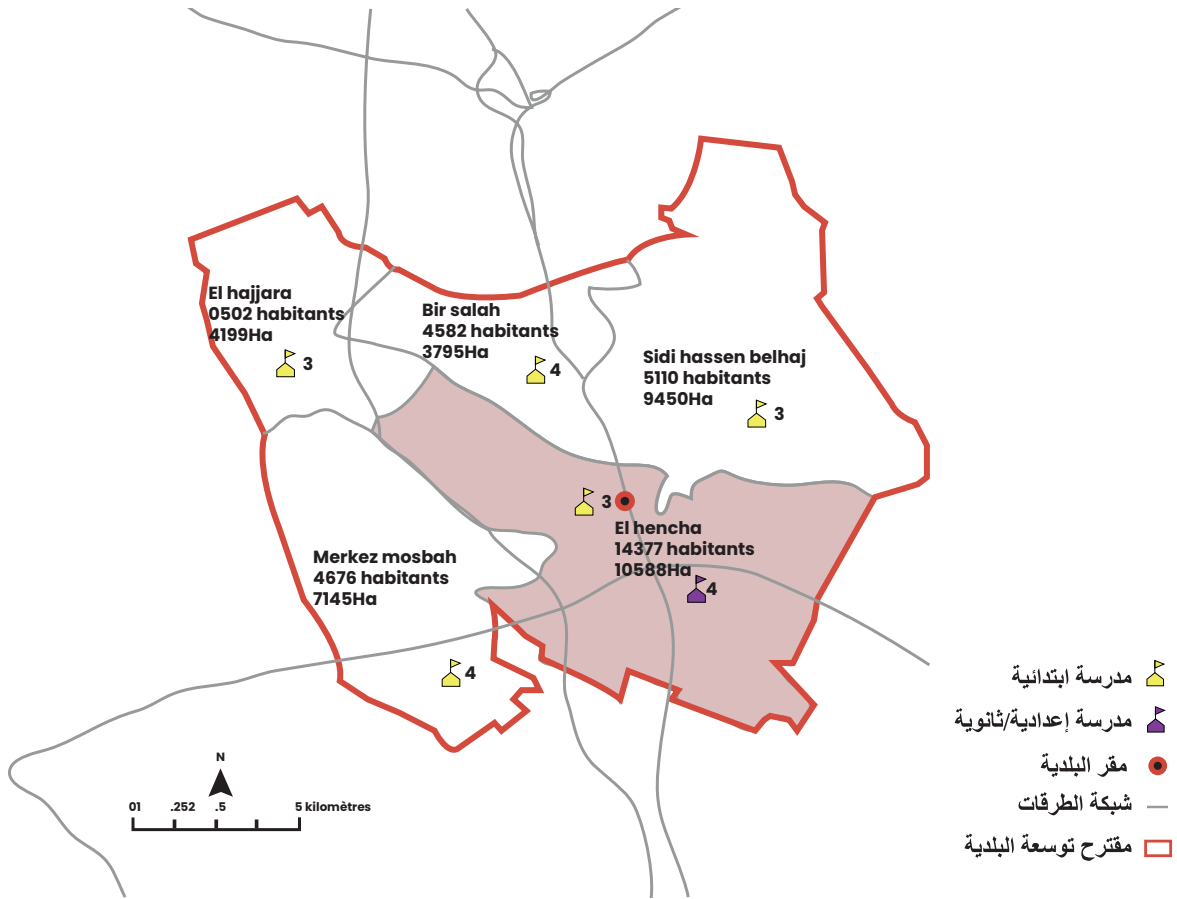 El hajjara
0502 habitants
4199Ha
3
Bir salah
4582 habitants
3795Ha
4
Sidi hassen belhaj
5110 habitants
9450Ha
3
3
El hencha
14377 habitants
10588Ha
4
Merkez mosbah
4676 habitants
7145Ha
4
N
01 .252 .5 5 kilomètres
مدرسة ابتدائية
مدرسة إعدادية/ثانوية
مقر البلدية
شبكة الطرقات
مقترح توسعة البلدية